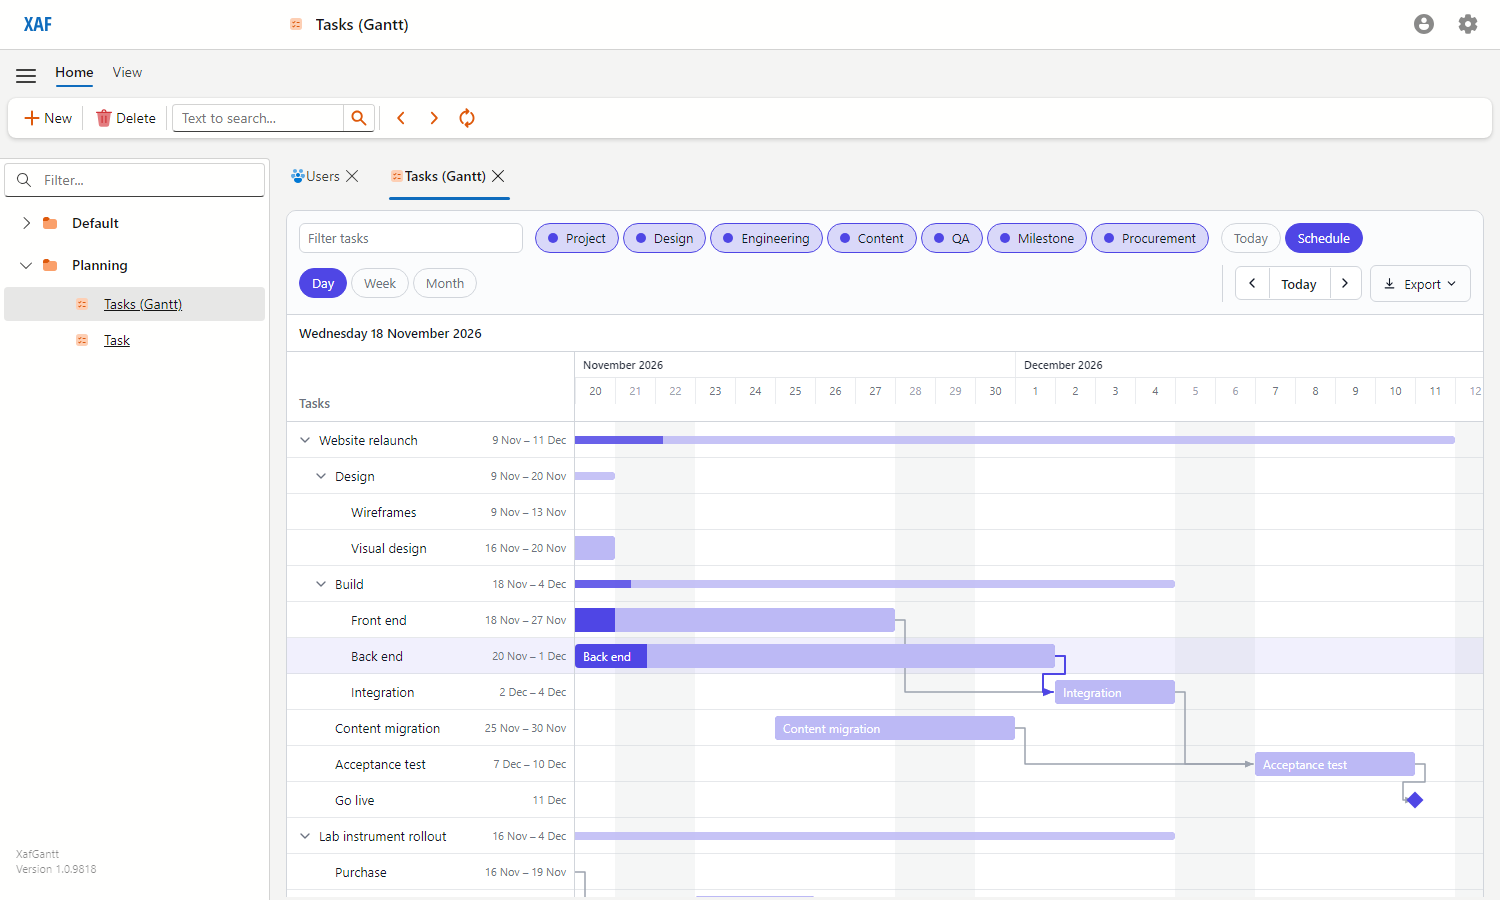 XAF
Tasks (Gantt)
Home View
New Delete Text to search...
Filter...
Default
Planning
Tasks (Gantt)
Task
XafGantt
Version 1.0.9818
Users Tasks (Gantt)
Filter tasks Project Design Engineering Content QA Milestone Procurement Today Schedule
Day Week Month Today Export
Wednesday 18 November 2026
November 2026 December 2026
Tasks 20 21 22 23 24 25 26 27 28 29 30 1 2 3 4 5 6 7 8 9 10 11 12
Website relaunch 9 Nov – 11 Dec
Design 9 Nov – 20 Nov
Wireframes 9 Nov – 13 Nov
Visual design 16 Nov – 20 Nov
Build 18 Nov – 4 Dec
Front end 18 Nov – 27 Nov
Back end 20 Nov – 1 Dec Back end
Integration 2 Dec – 4 Dec Integration
Content migration 25 Nov – 30 Nov Content migration
Acceptance test 7 Dec – 10 Dec Acceptance test
Go live 11 Dec
Lab instrument rollout 16 Nov – 4 Dec
Purchase 16 Nov – 19 Nov